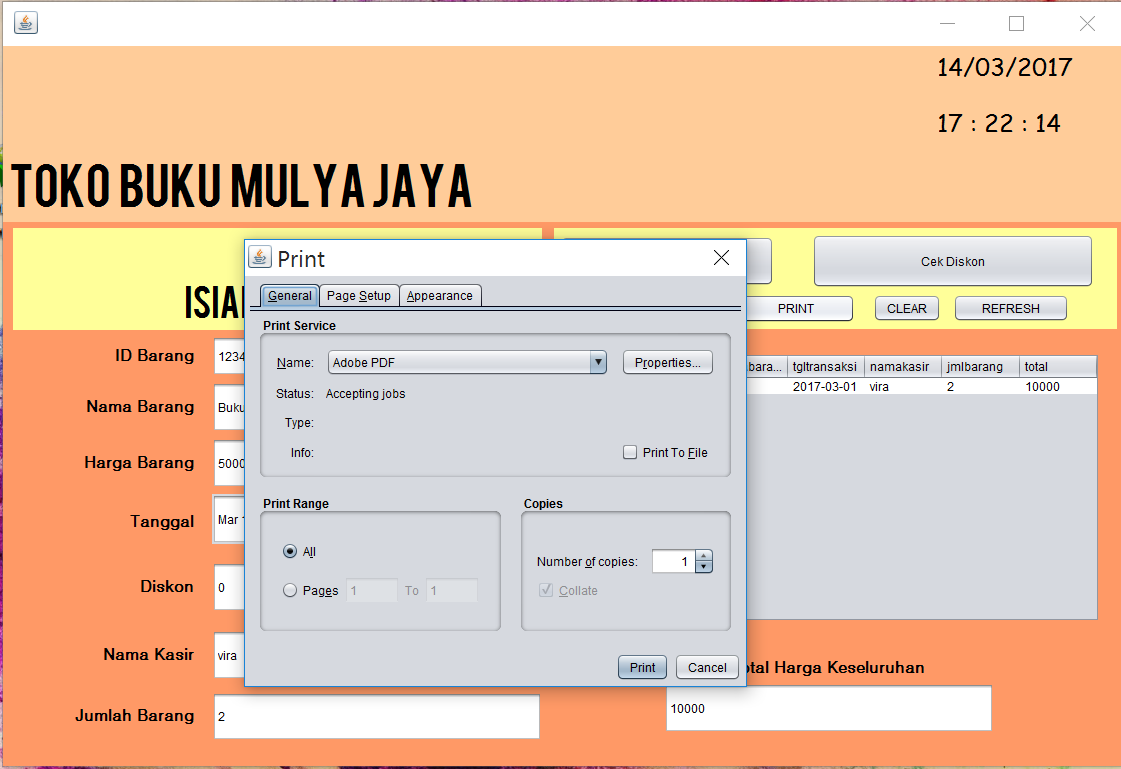 14/03/2017
17 : 22 : 14
TOKO BUKU MULYA JAYA
Print
General Page Setup Appearance
Print Service
Name: Adobe PDF Properties...
Status: Accepting jobs
Type:
Info: Print To File
Print Range
All
Pages 1 To 1
Copies
Number of copies: 1
Collate
Print Cancel
Cek Diskon
PRINT CLEAR REFRESH
ID Barang 1234
Nama Barang Buku
Harga Barang 5000
Tanggal Mar
Diskon 0
Nama Kasir vira
Jumlah Barang 2
bara... tgltransaksi namakasir jmlbarang total
2017-03-01 vira 2 10000
tal Harga Keseluruhan
10000